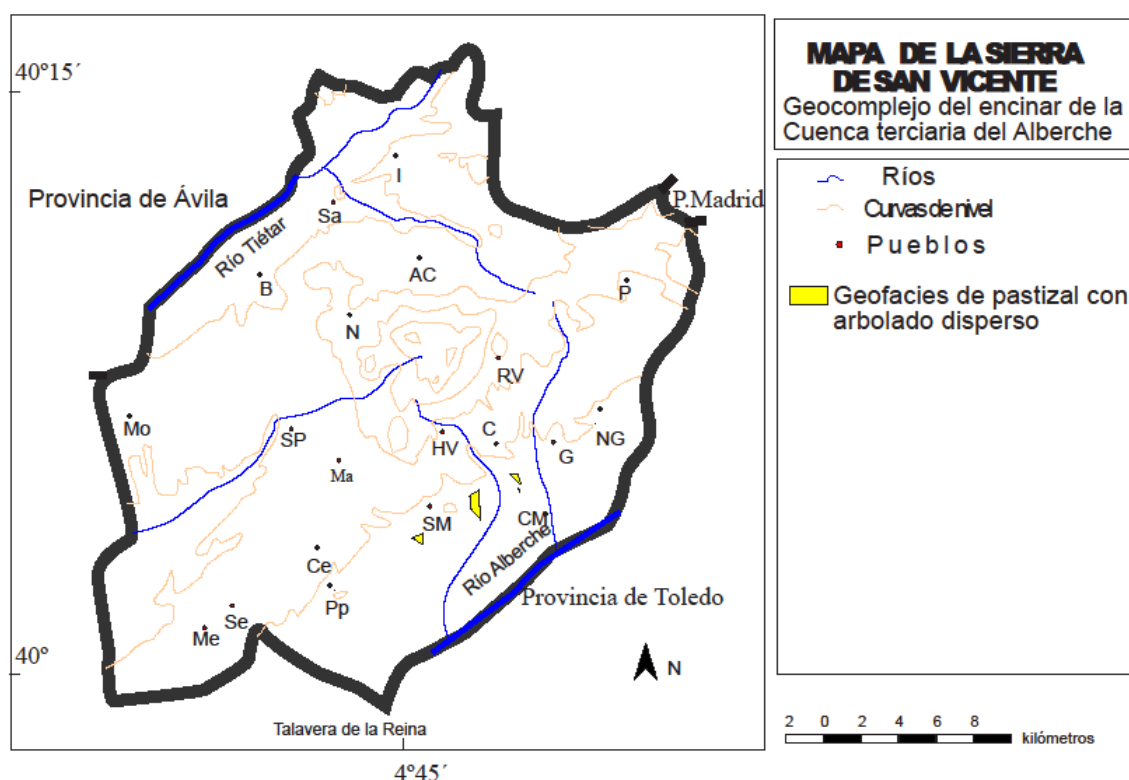 MAPA DE LA SIERRA
DE SAN VICENTE
Geocomplejo del encinar de la
Cuenca terciaria del Alberche
Ríos
Curvas de nivel
Pueblos
Geofacies de pastizal con
arbolado disperso
40°15´
Provincia de Ávila
Río Tiétar
P.Madrid
I
Sa
AC
B
P
N
RV
Mo
SP
HV
C
G
NG
Ma
SM
CM
Ce
Río Alberche
Pp
Provincia de Toledo
Se
Me
40°
N
Talavera de la Reina
4°45´
2 0 2 4 6 8
kilómetros